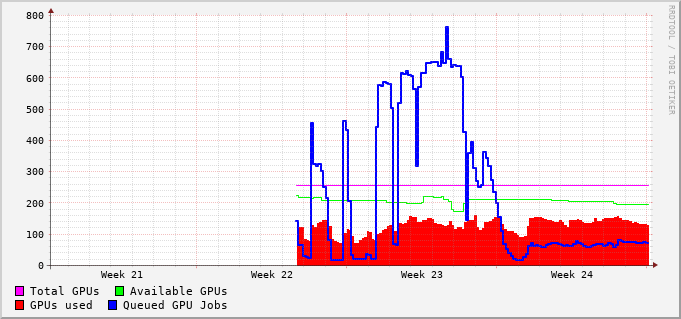 800
700
600
500
400
300
200
100
0
Week 21 Week 22 Week 23 Week 24
Total GPUs Available GPUs
GPUs used Queued GPU Jobs
RRDTOOL / TOBI OETIKER